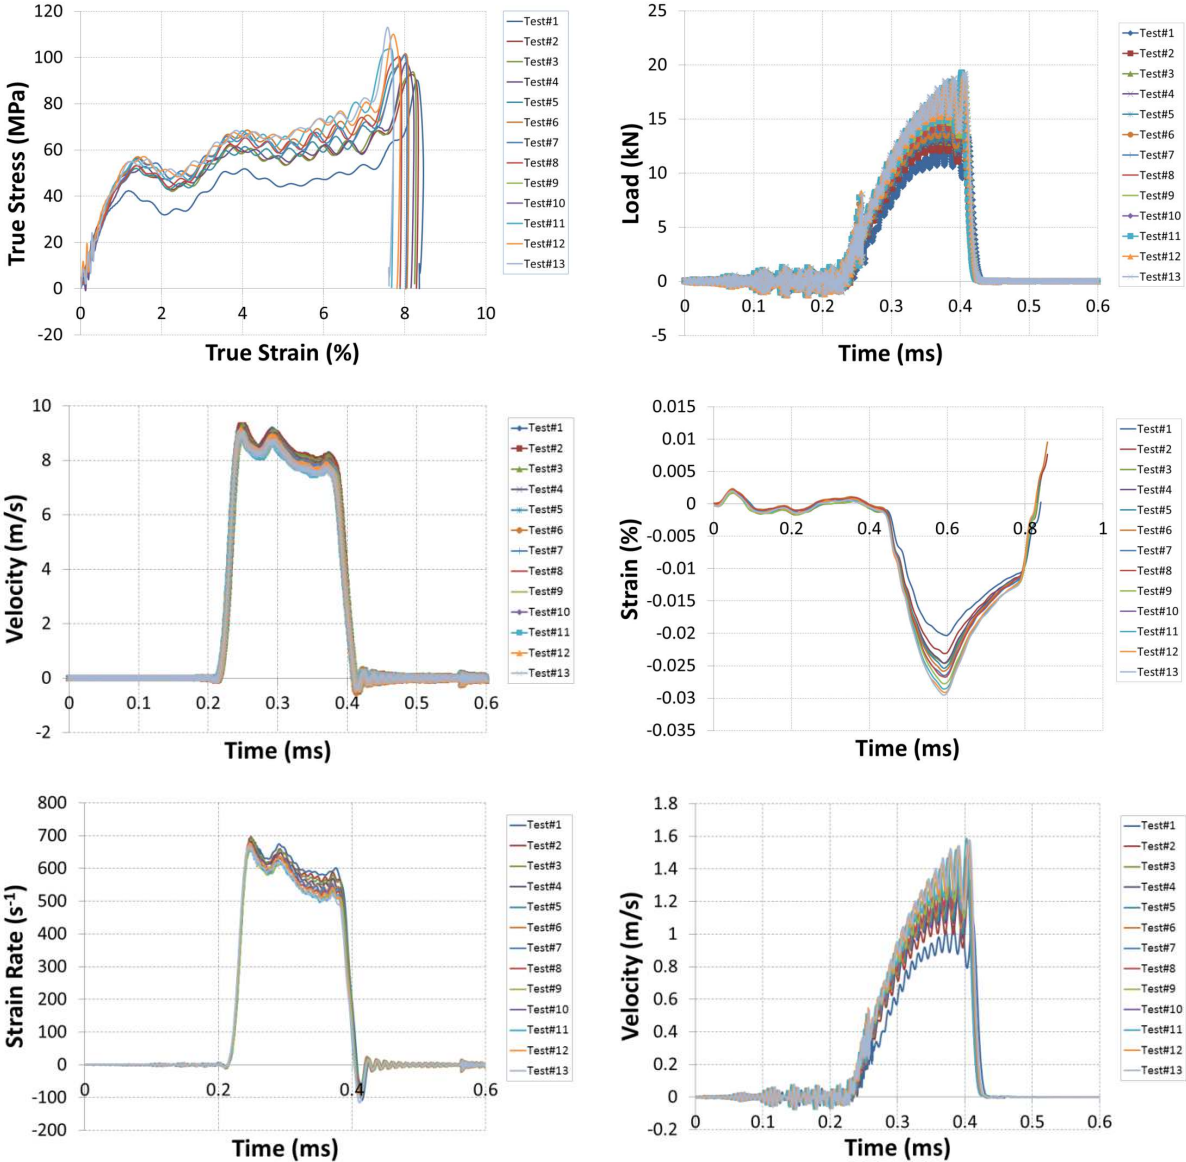 120
100
80
60
40
20
0
-20
0
2
4
6
8
10
True Stress (MPa)
True Strain (%)
Test#1
Test#2
Test#3
Test#4
Test#5
Test#6
Test#7
Test#8
Test#9
Test#10
Test#11
Test#12
Test#13
25
20
15
10
5
0
-5
0
0.1
0.2
0.3
0.4
0.5
0.6
Load (kN)
Time (ms)
Test#1
Test#2
Test#3
Test#4
Test#5
Test#6
Test#7
Test#8
Test#9
Test#10
Test#11
Test#12
Test#13
10
8
6
4
2
0
-2
0
0.1
0.2
0.3
0.4
0.5
0.6
Velocity (m/s)
Time (ms)
Test#1
Test#2
Test#3
Test#4
Test#5
Test#6
Test#7
Test#8
Test#9
Test#10
Test#11
Test#12
Test#13
0.015
0.01
0.005
0
-0.005
-0.01
-0.015
-0.02
-0.025
-0.03
-0.035
0
0.2
0.4
0.6
0.8
1
Strain (%)
Time (ms)
Test#1
Test#2
Test#3
Test#4
Test#5
Test#6
Test#7
Test#8
Test#9
Test#10
Test#11
Test#12
Test#13
800
700
600
500
400
300
200
100
0
-100
-200
0
0.2
0.4
0.6
Strain Rate (s⁻¹)
Time (ms)
Test#1
Test#2
Test#3
Test#4
Test#5
Test#6
Test#7
Test#8
Test#9
Test#10
Test#11
Test#12
Test#13
1.8
1.6
1.4
1.2
1
0.8
0.6
0.4
0.2
0
-0.2
0
0.1
0.2
0.3
0.4
0.5
0.6
Velocity (m/s)
Time (ms)
Test#1
Test#2
Test#3
Test#4
Test#5
Test#6
Test#7
Test#8
Test#9
Test#10
Test#11
Test#12
Test#13